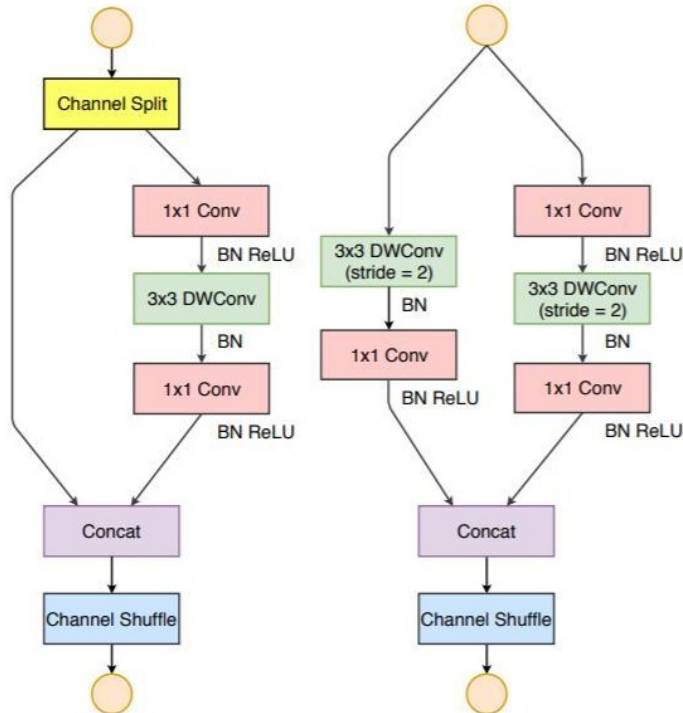 Channel Split
1x1 Conv
BN ReLU
3x3 DWConv
BN
1x1 Conv
BN ReLU
Concat
Channel Shuffle
3x3 DWConv
(stride = 2)
BN
1x1 Conv
BN ReLU
1x1 Conv
BN ReLU
3x3 DWConv
(stride = 2)
BN
1x1 Conv
BN ReLU
Concat
Channel Shuffle